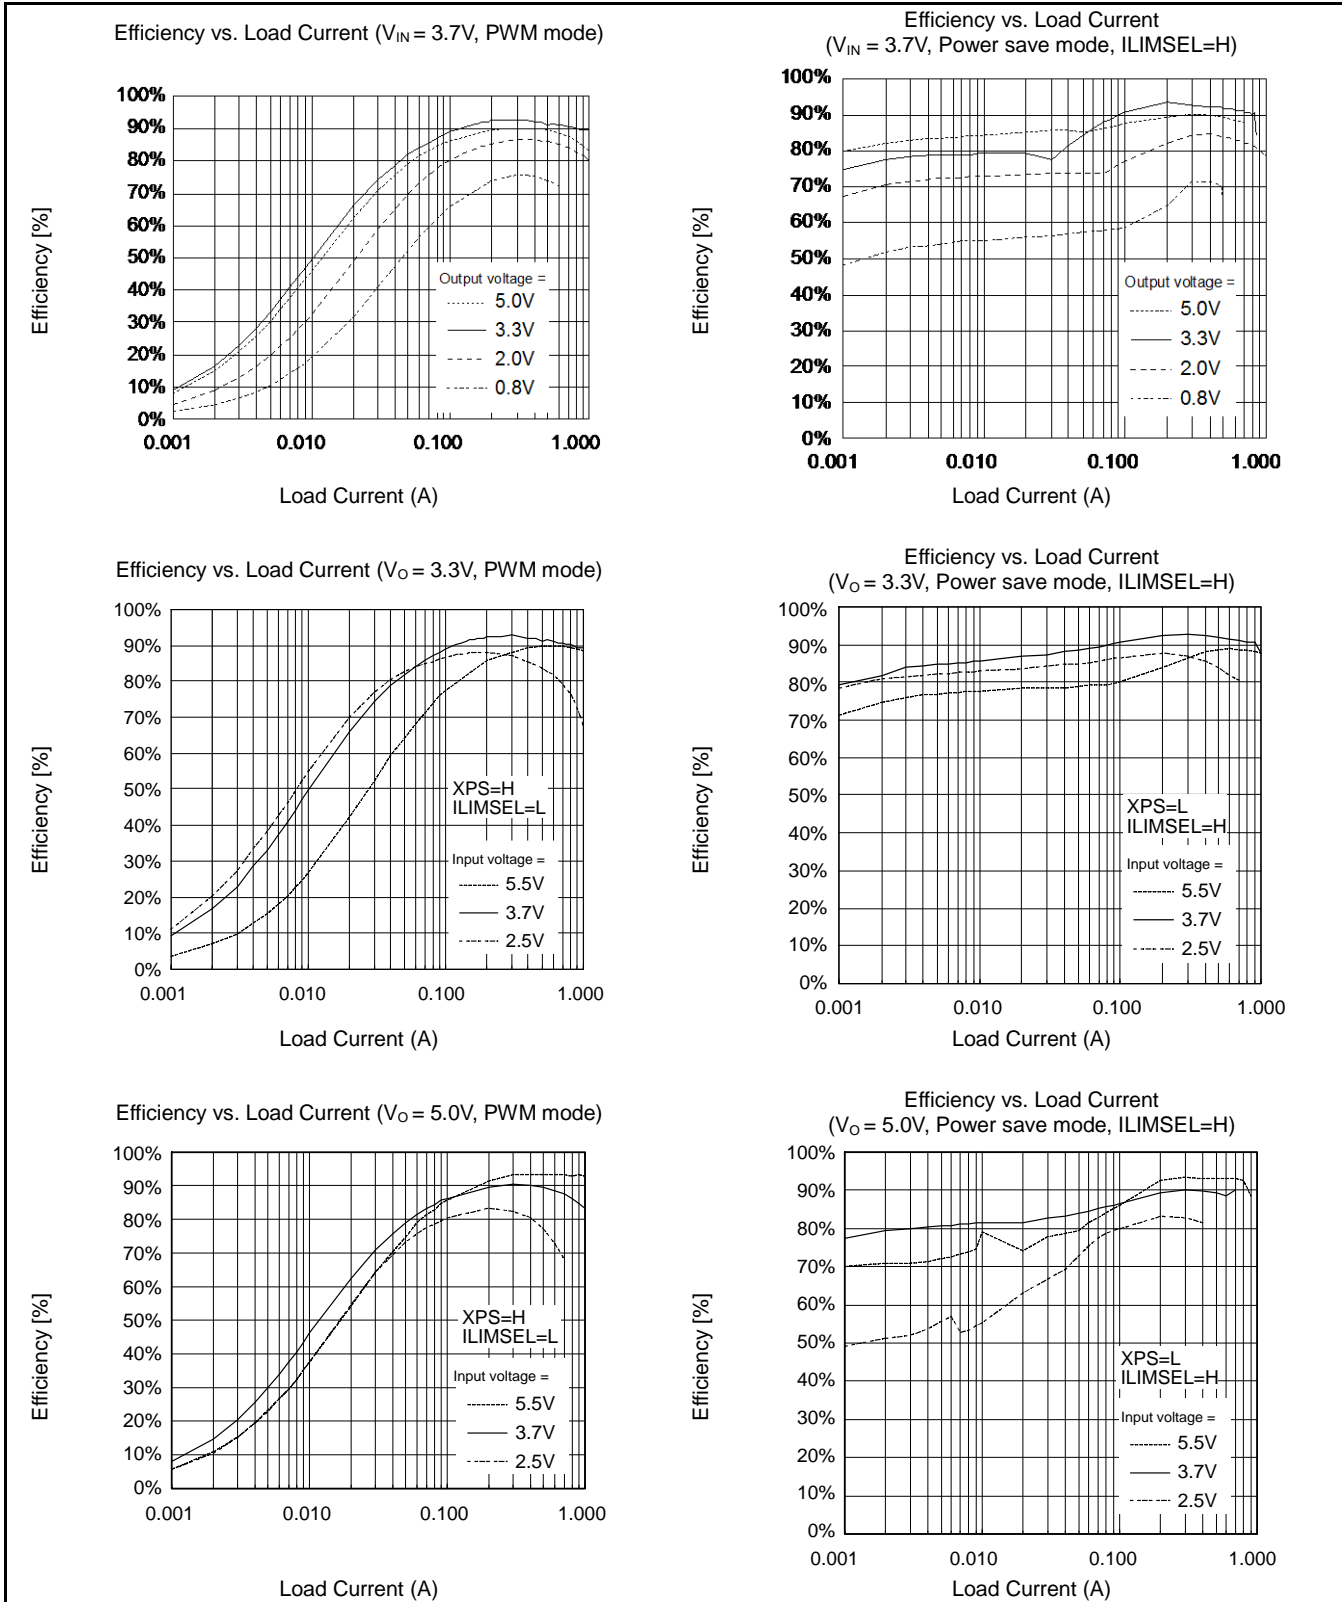 Efficiency vs. Load Current (VIN = 3.7V, PWM mode)
100%
90%
80%
70%
60%
50%
40%
30%
20%
10%
0%
Efficiency [%]
Output voltage =
5.0V
3.3V
2.0V
0.8V
0.001
0.010
0.100
1.000
Load Current (A)
Efficiency vs. Load Current
(VIN = 3.7V, Power save mode, ILIMSEL=H)
100%
90%
80%
70%
60%
50%
40%
30%
20%
10%
0%
Efficiency [%]
Output voltage =
5.0V
3.3V
2.0V
0.8V
0.001
0.010
0.100
1.000
Load Current (A)
Efficiency vs. Load Current (VO = 3.3V, PWM mode)
100%
90%
80%
70%
60%
50%
40%
30%
20%
10%
0%
Efficiency [%]
XPS=H
ILIMSEL=L
Input voltage =
5.5V
3.7V
2.5V
0.001
0.010
0.100
1.000
Load Current (A)
Efficiency vs. Load Current
(VO = 3.3V, Power save mode, ILIMSEL=H)
100%
90%
80%
70%
60%
50%
40%
30%
20%
10%
0%
Efficiency [%]
XPS=L
ILIMSEL=H
Input voltage =
5.5V
3.7V
2.5V
0.001
0.010
0.100
1.000
Load Current (A)
Efficiency vs. Load Current (VO = 5.0V, PWM mode)
100%
90%
80%
70%
60%
50%
40%
30%
20%
10%
0%
Efficiency [%]
XPS=H
ILIMSEL=L
Input voltage =
5.5V
3.7V
2.5V
0.001
0.010
0.100
1.000
Load Current (A)
Efficiency vs. Load Current
(VO = 5.0V, Power save mode, ILIMSEL=H)
100%
90%
80%
70%
60%
50%
40%
30%
20%
10%
0%
Efficiency [%]
XPS=L
ILIMSEL=H
Input voltage =
5.5V
3.7V
2.5V
0.001
0.010
0.100
1.000
Load Current (A)